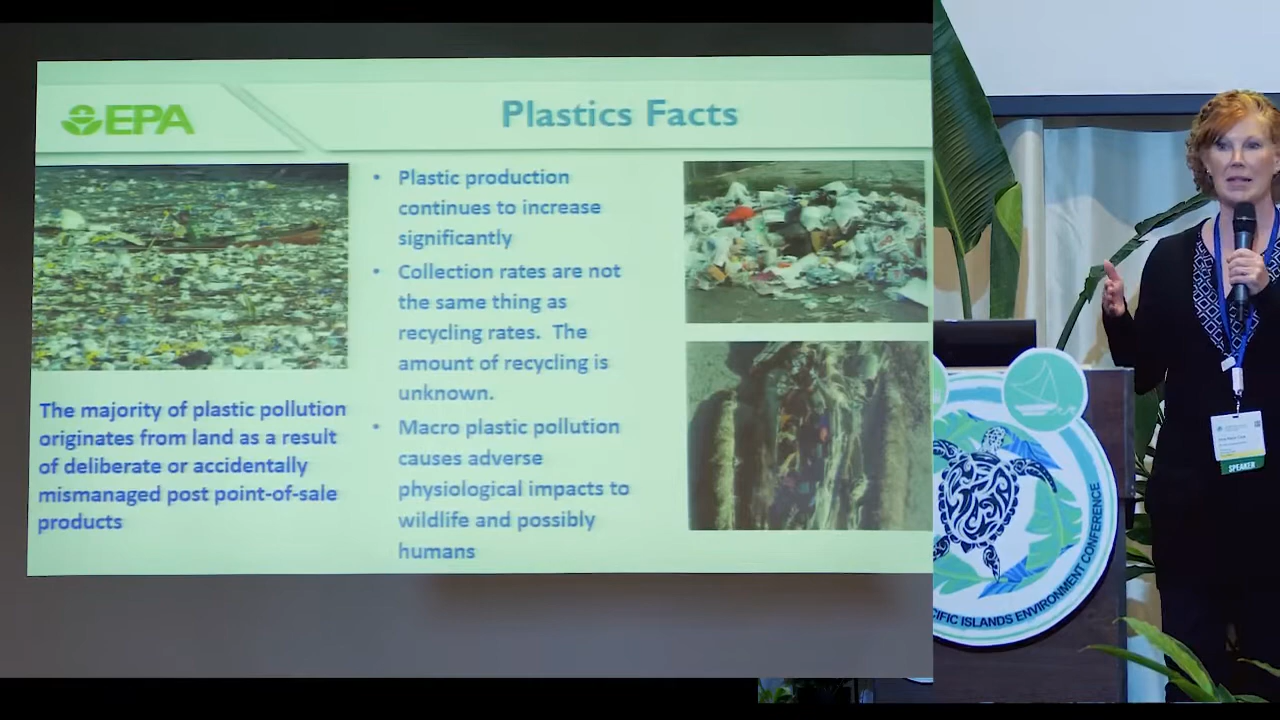 EPA
Plastics Facts
The majority of plastic pollution
originates from land as a result
of deliberate or accidentally
mismanaged post point-of-sale
products
• Plastic production
continues to increase
significantly
• Collection rates are not
the same thing as
recycling rates. The
amount of recycling is
unknown.
• Macro plastic pollution
causes adverse
physiological impacts to
wildlife and possibly
humans
CIFIC ISLANDS ENVIRONMENT CONFERENCE
SPEAKER